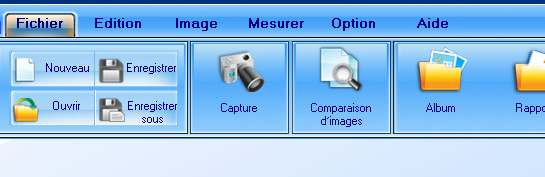 Fichier Edition Image Mesurer Option Aide
Nouveau Enregistrer
Ouvrir Enregistrer
sous
Capture
Comparaison
d'images
Album